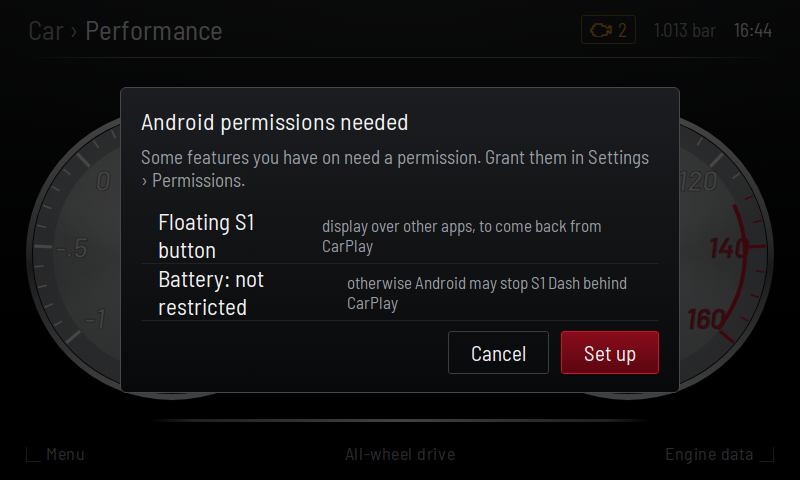 Car › Performance
2
1.013 bar
16:44
Android permissions needed
Some features you have on need a permission. Grant them in Settings
› Permissions.
Floating S1
button
display over other apps, to come back from
CarPlay
Battery: not
restricted
otherwise Android may stop S1 Dash behind
CarPlay
Cancel
Set up
0
-.5
-1
120
140
160
Menu
All-wheel drive
Engine data